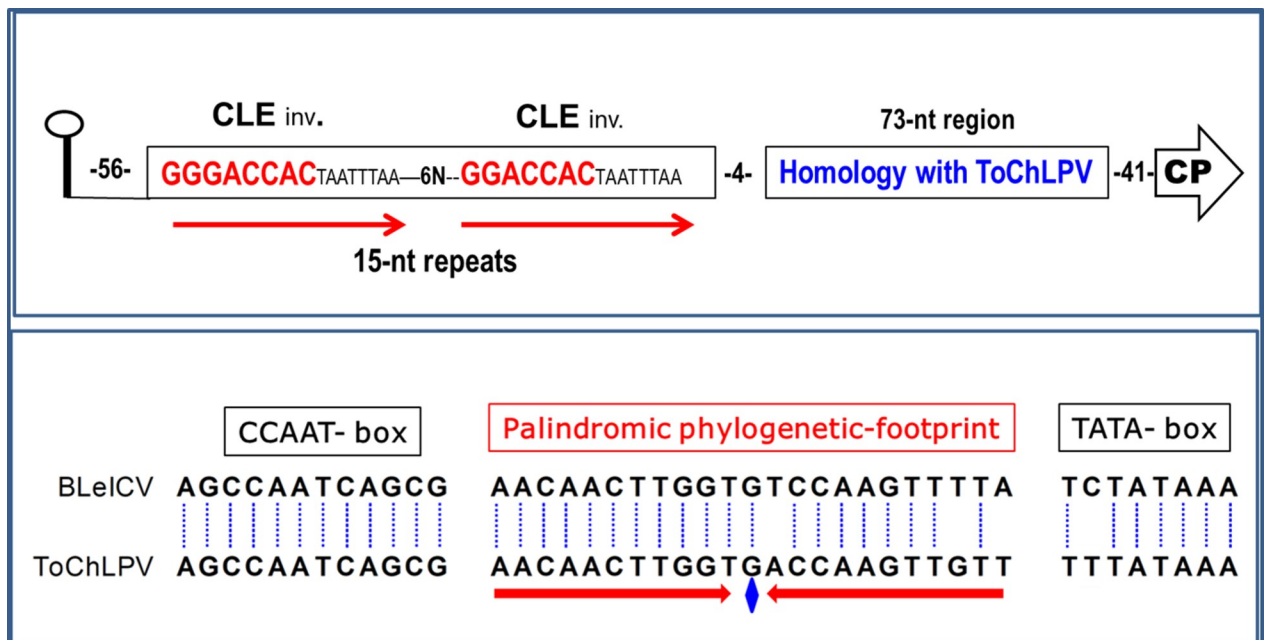 CLE inv. CLE inv. 73-nt region
-56- GGGACCACTAATTTAA—6N--GGACCACTAATTTAA -4- Homology with ToChLPV -41- CP
15-nt repeats
CCAAT- box Palindromic phylogenetic-footprint TATA- box
BLeICV AGCCAATCAGCG AACAACTTGGTGTCCAAGTTTTA TCTATAAA
ToChLPV AGCCAATCAGCG AACAACTTGGTGACCAAGTTGTT TTTATAAA